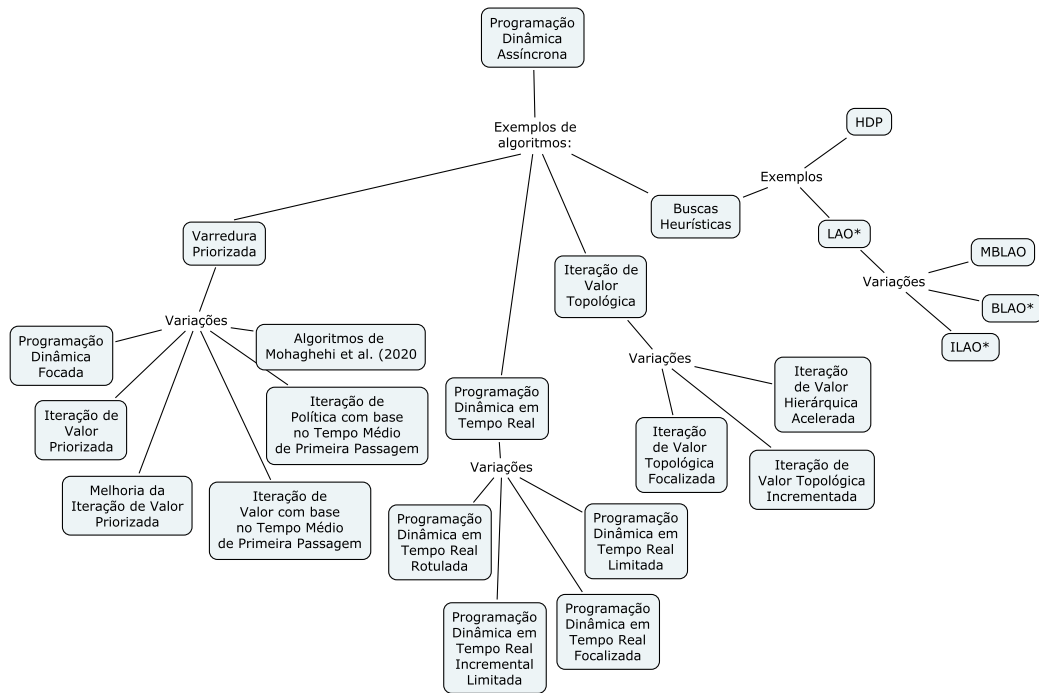 Programação
Dinâmica
Assíncrona
Exemplos de
algoritmos:
HDP
Exemplos
Buscas
Heurísticas
LAO*
MBLAO
Variações
BLAO*
ILAO*
Varredura
Priorizada
Variações
Programação
Dinâmica
Focada
Algoritmos de
Mohaghehi et al. (2020
Iteração de
Valor
Priorizada
Iteração de
Política com base
no Tempo Médio
de Primeira Passagem
Melhoria da
Iteração de Valor
Priorizada
Iteração de
Valor com base
no Tempo Médio
de Primeira Passagem
Programação
Dinâmica em
Tempo Real
Variações
Programação
Dinâmica em
Tempo Real
Rotulada
Programação
Dinâmica em
Tempo Real
Limitada
Programação
Dinâmica em
Tempo Real
Incremental
Limitada
Programação
Dinâmica em
Tempo Real
Focalizada
Iteração de
Valor
Topológica
Variações
Iteração
de Valor
Hierárquica
Acelerada
Iteração
de Valor
Topológica
Focalizada
Iteração de
Valor Topológica
Incrementada